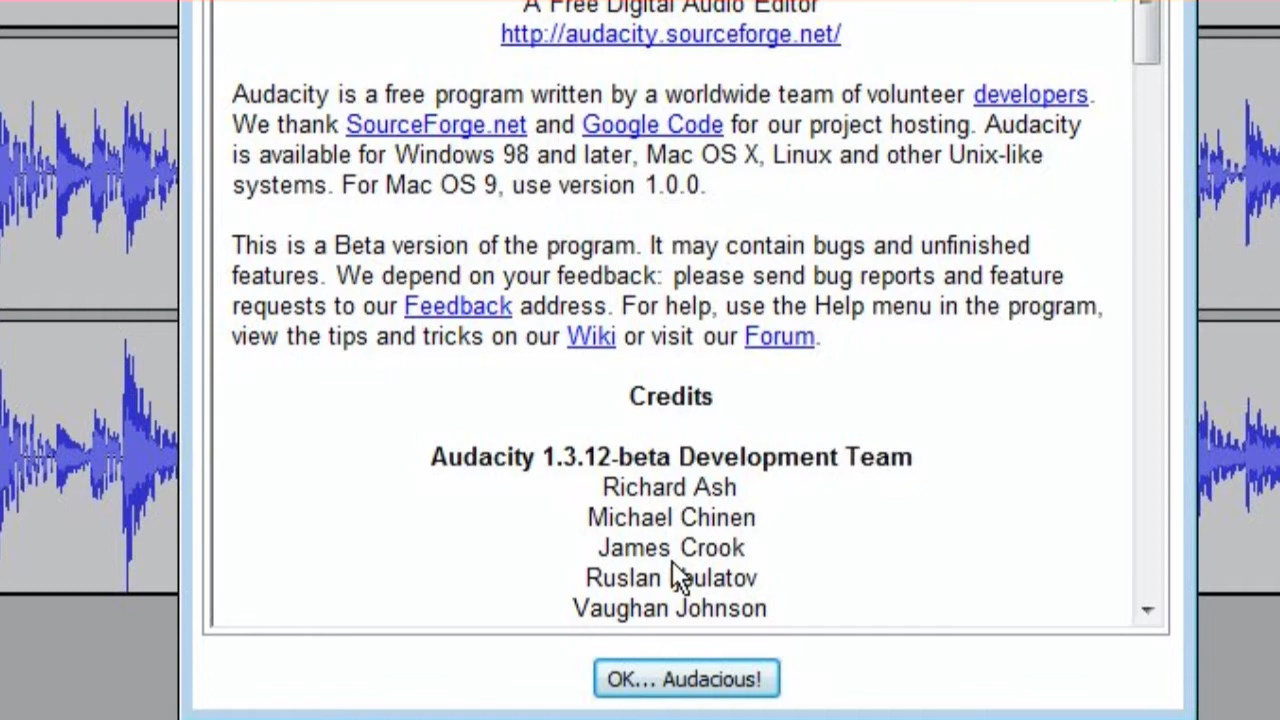 A Free Digital Audio Editor
http://audacity.sourceforge.net/
Audacity is a free program written by a worldwide team of volunteer developers.
We thank SourceForge.net and Google Code for our project hosting. Audacity
is available for Windows 98 and later, Mac OS X, Linux and other Unix-like
systems. For Mac OS 9, use version 1.0.0.
This is a Beta version of the program. It may contain bugs and unfinished
features. We depend on your feedback: please send bug reports and feature
requests to our Feedback address. For help, use the Help menu in the program,
view the tips and tricks on our Wiki or visit our Forum.
Credits
Audacity 1.3.12-beta Development Team
Richard Ash
Michael Chinen
James Crook
Ruslan
Vaughan Johnson
OK... Audacious!